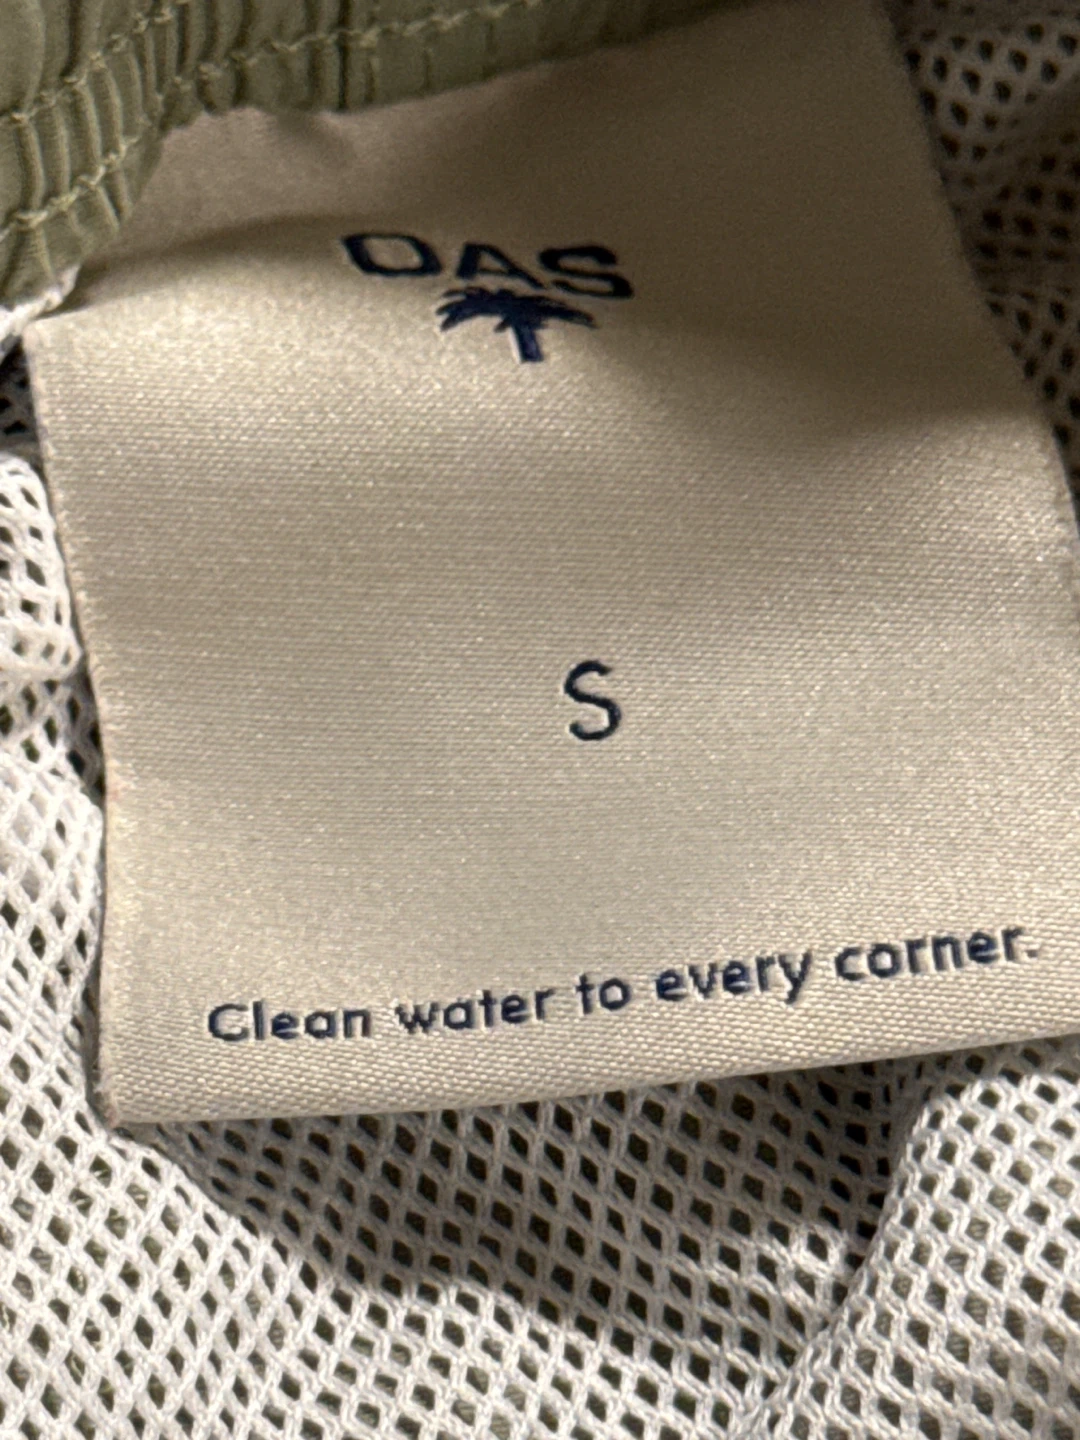 OAS
S
Clean water to every corner.